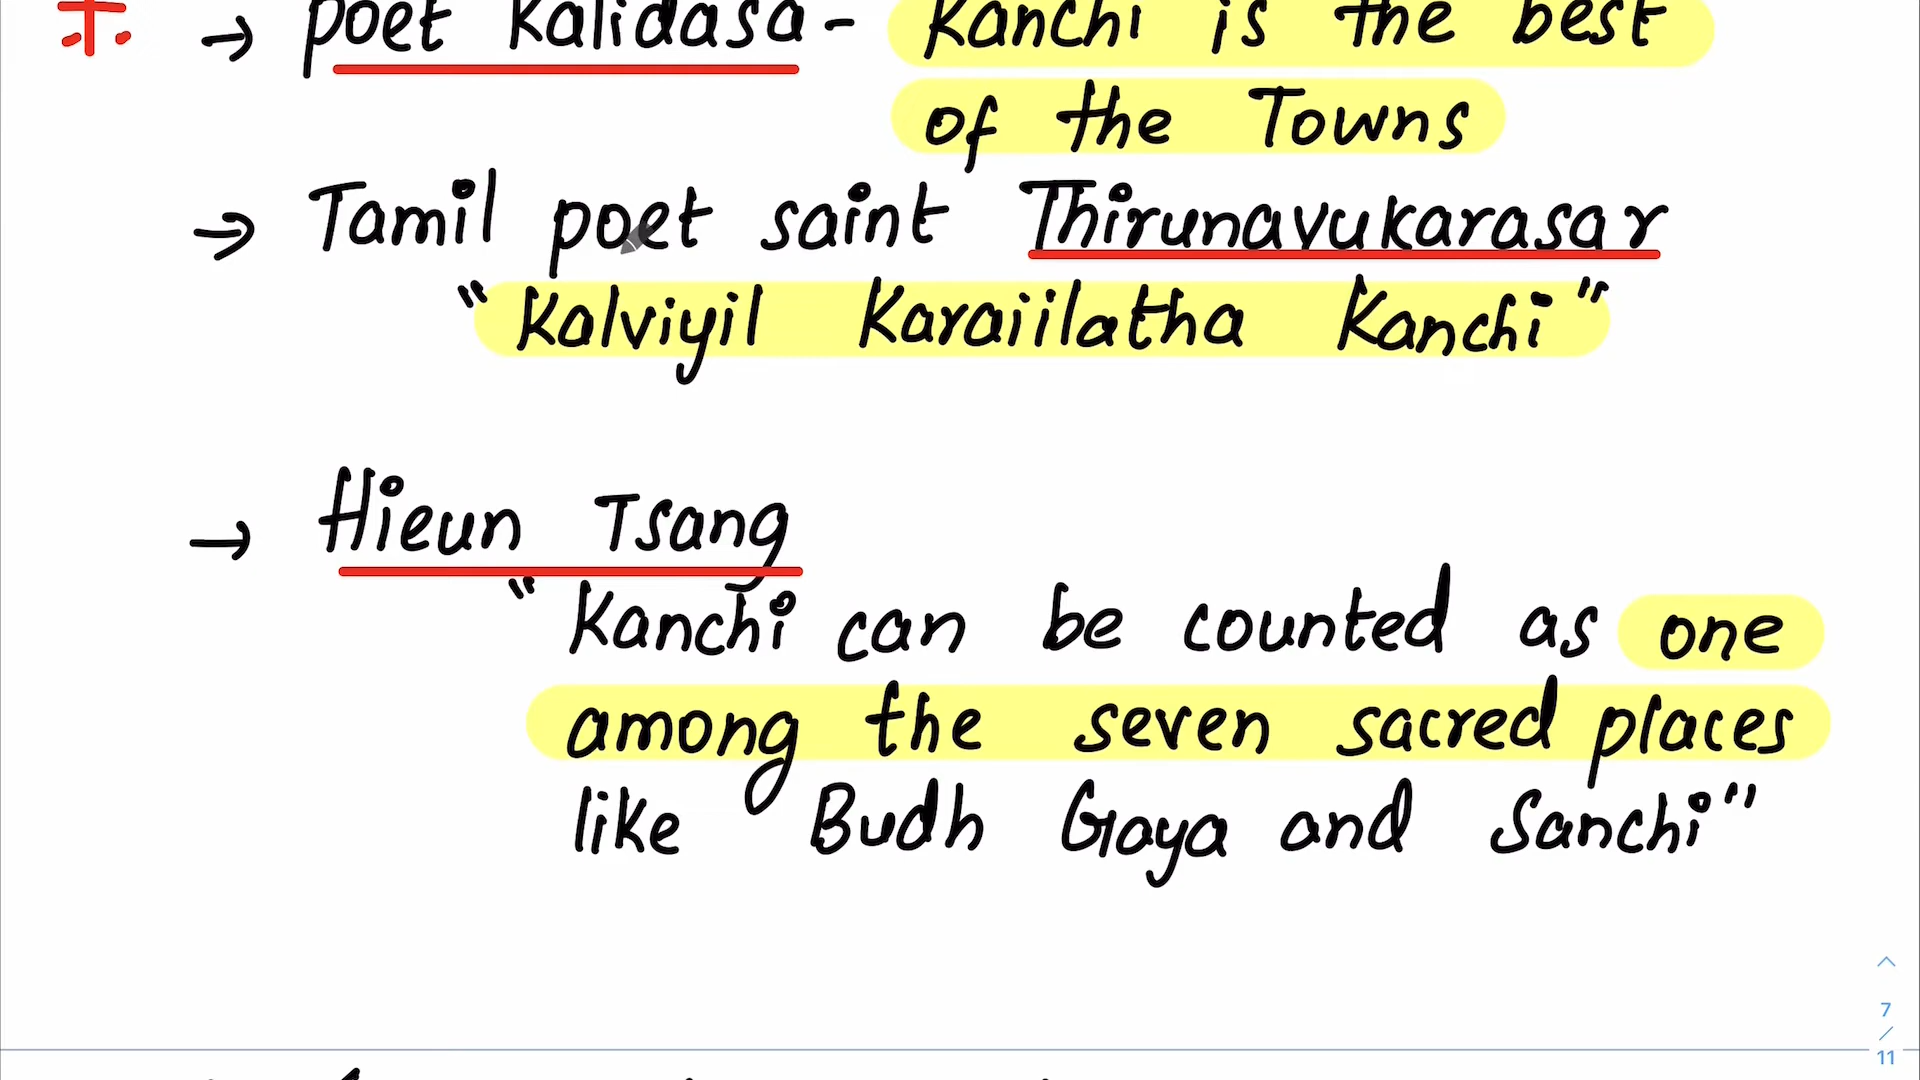 → poet Kalidasa - Kanchi is the best
of the Towns
→ Tamil poet saint Thirunavukarasar
"Kalviyil Karaiilatha Kanchi"
→ Hieun Tsang
"Kanchi can be counted as one
among the seven sacred places
like Budh Gaya and Sanchi"
7
/
11